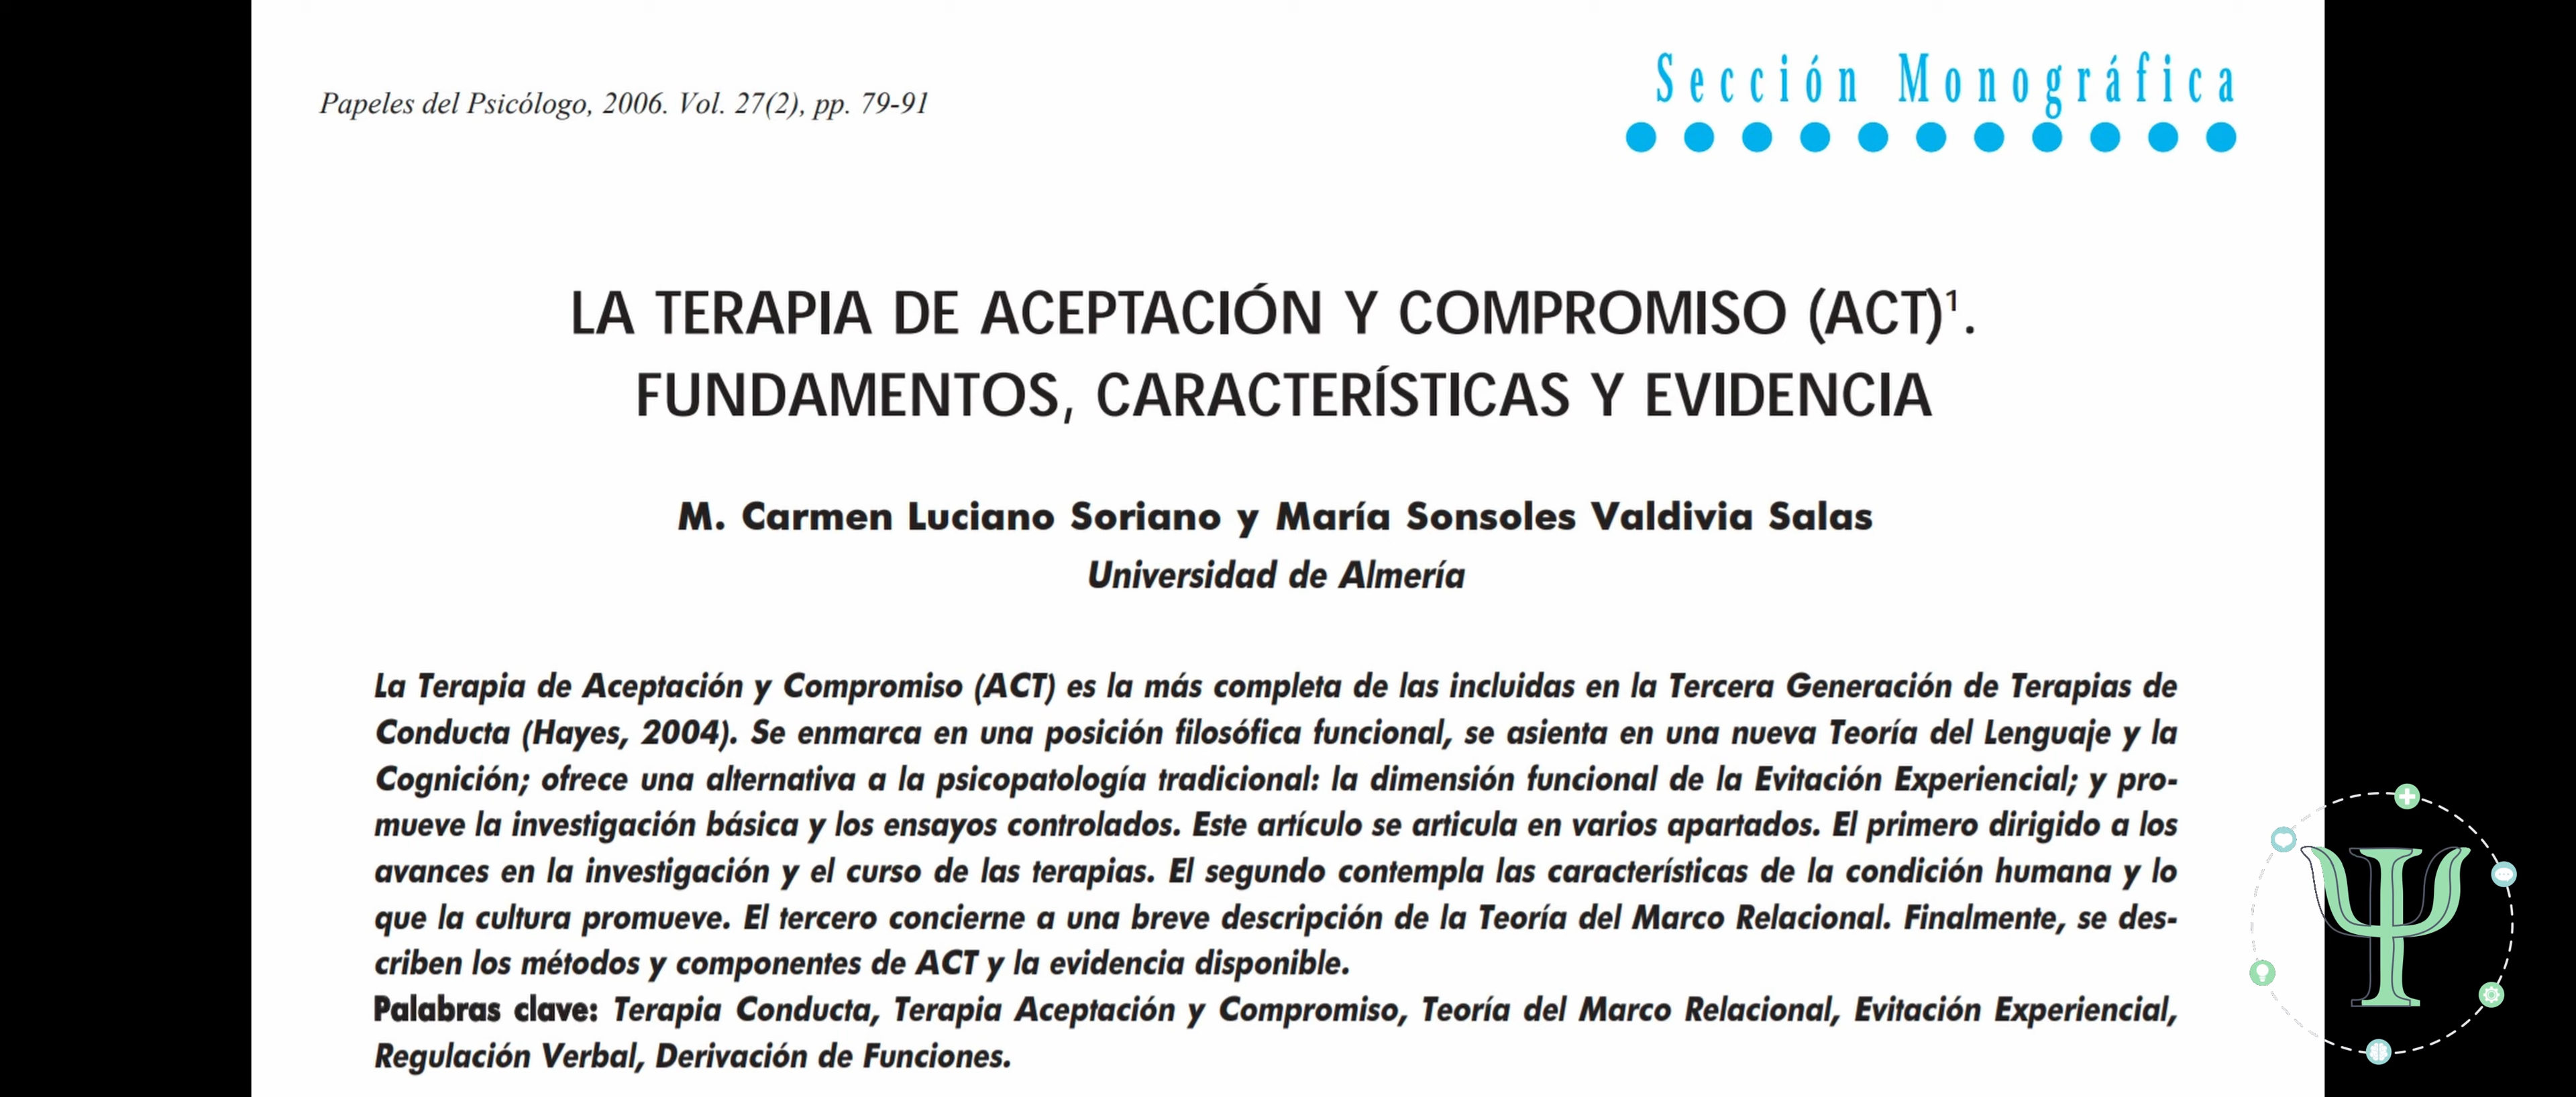 Papeles del Psicólogo, 2006. Vol. 27(2), pp. 79-91
Sección Monográfica
LA TERAPIA DE ACEPTACIÓN Y COMPROMISO (ACT)¹.
FUNDAMENTOS, CARACTERÍSTICAS Y EVIDENCIA
M. Carmen Luciano Soriano y María Sonsoles Valdivia Salas
Universidad de Almería
La Terapia de Aceptación y Compromiso (ACT) es la más completa de las incluidas en la Tercera Generación de Terapias de
Conducta (Hayes, 2004). Se enmarca en una posición filosófica funcional, se asienta en una nueva Teoría del Lenguaje y la
Cognición; ofrece una alternativa a la psicopatología tradicional: la dimensión funcional de la Evitación Experiencial; y pro-
mueve la investigación básica y los ensayos controlados. Este artículo se articula en varios apartados. El primero dirigido a los
avances en la investigación y el curso de las terapias. El segundo contempla las características de la condición humana y lo
que la cultura promueve. El tercero concierne a una breve descripción de la Teoría del Marco Relacional. Finalmente, se des-
criben los métodos y componentes de ACT y la evidencia disponible.
Palabras clave: Terapia Conducta, Terapia Aceptación y Compromiso, Teoría del Marco Relacional, Evitación Experiencial,
Regulación Verbal, Derivación de Funciones.
Ψ